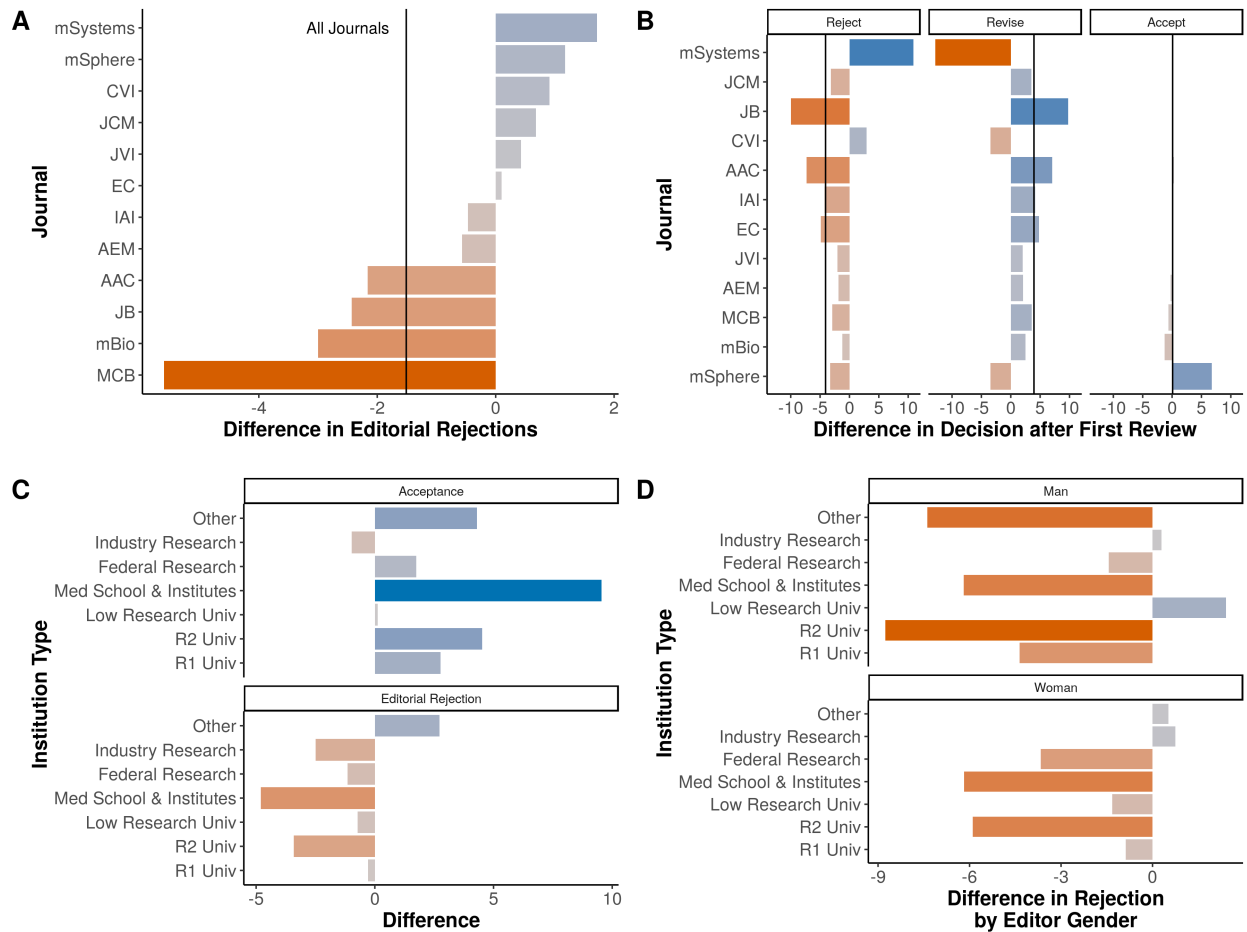 A
All Journals
mSystems
mSphere
CVI
JCM
JVI
EC
IAI
AEM
AAC
JB
mBio
MCB
Journal
-4 -2 0 2
Difference in Editorial Rejections
B
Reject Revise Accept
mSystems
JCM
JB
CVI
AAC
IAI
EC
JVI
AEM
MCB
mBio
mSphere
Journal
-10 -5 0 5 10 -10 -5 0 5 10 -10 -5 0 5 10
Difference in Decision after First Review
C
Acceptance
Other
Industry Research
Federal Research
Med School & Institutes
Low Research Univ
R2 Univ
R1 Univ
Editorial Rejection
Other
Industry Research
Federal Research
Med School & Institutes
Low Research Univ
R2 Univ
R1 Univ
Institution Type
-5 0 5 10
Difference
D
Man
Other
Industry Research
Federal Research
Med School & Institutes
Low Research Univ
R2 Univ
R1 Univ
Woman
Other
Industry Research
Federal Research
Med School & Institutes
Low Research Univ
R2 Univ
R1 Univ
Institution Type
-9 -6 -3 0
Difference in Rejection
by Editor Gender